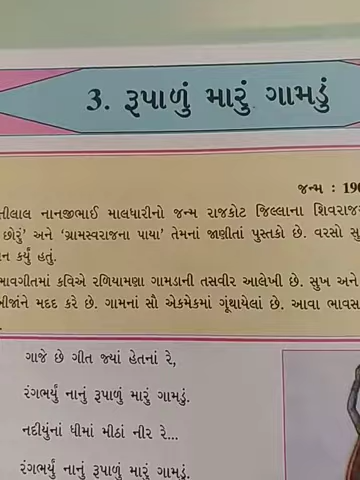 3. રૂપાળું મારું ગામડું
જન્મ : 190
તીલાલ નાનજીભાઈ માલધારીનો જન્મ રાજકોટ જિલ્લાના શિવરાજ
છોરું' અને 'ગ્રામસ્વરાજના પાયા' તેમનાં જાણીતાં પુસ્તકો છે. વરસો સુ
ન કર્યું હતું.
ભાવગીતમાં કવિએ રળિયામણા ગામડાની તસવીર આલેખી છે. સુખ અને
બીજાંને મદદ કરે છે. ગામનાં સૌ એકમેકમાં ગૂંથાયેલાં છે. આવા ભાવસ
ગાજે છે ગીત જ્યાં હેતનાં રે,
રંગભર્યું નાનું રૂપાળું મારું ગામડું.
નદીયુંનાં ધીમાં મીઠાં નીર રે...
રંગભર્યું નાનું રૂપાળું મારું ગામડું.